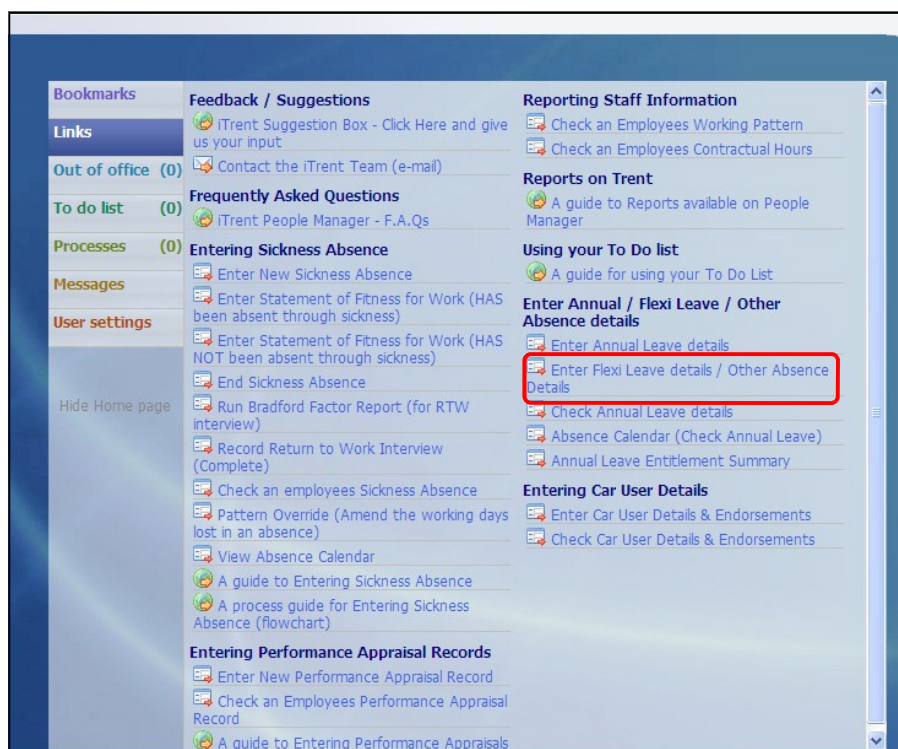 Bookmarks
Links
Out of office (0)
To do list (0)
Processes (0)
Messages
User settings
Hide Home page
Feedback / Suggestions
iTrent Suggestion Box - Click Here and give
us your input
Contact the iTrent Team (e-mail)
Frequently Asked Questions
iTrent People Manager - F.A.Qs
Entering Sickness Absence
Enter New Sickness Absence
Enter Statement of Fitness for Work (HAS
been absent through sickness)
Enter Statement of Fitness for Work (HAS
NOT been absent through sickness)
End Sickness Absence
Run Bradford Factor Report (for RTW
interview)
Record Return to Work Interview
(Complete)
Check an employees Sickness Absence
Pattern Override (Amend the working days
lost in an absence)
View Absence Calendar
A guide to Entering Sickness Absence
A process guide for Entering Sickness
Absence (flowchart)
Entering Performance Appraisal Records
Enter New Performance Appraisal Record
Check an Employees Performance Appraisal
Record
A guide to Entering Performance Appraisals
Reporting Staff Information
Check an Employees Working Pattern
Check an Employees Contractual Hours
Reports on Trent
A guide to Reports available on People
Manager
Using your To Do list
A guide for using your To Do List
Enter Annual / Flexi Leave / Other
Absence details
Enter Annual Leave details
Enter Flexi Leave details / Other Absence
Details
Check Annual Leave details
Absence Calendar (Check Annual Leave)
Annual Leave Entitlement Summary
Entering Car User Details
Enter Car User Details & Endorsements
Check Car User Details & Endorsements